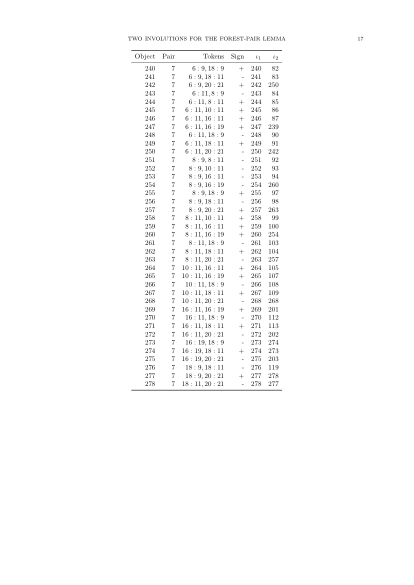 TWO INVOLUTIONS FOR THE FOREST-PAIR LEMMA 17
Object Pair Tokens Sign ι1 ι2
240 7 6 : 9, 18 : 9 + 240 82
241 7 6 : 9, 18 : 11 - 241 83
242 7 6 : 9, 20 : 21 + 242 250
243 7 6 : 11, 8 : 9 - 243 84
244 7 6 : 11, 8 : 11 + 244 85
245 7 6 : 11, 10 : 11 + 245 86
246 7 6 : 11, 16 : 11 + 246 87
247 7 6 : 11, 16 : 19 + 247 239
248 7 6 : 11, 18 : 9 - 248 90
249 7 6 : 11, 18 : 11 + 249 91
250 7 6 : 11, 20 : 21 - 250 242
251 7 8 : 9, 8 : 11 - 251 92
252 7 8 : 9, 10 : 11 - 252 93
253 7 8 : 9, 16 : 11 - 253 94
254 7 8 : 9, 16 : 19 - 254 260
255 7 8 : 9, 18 : 9 + 255 97
256 7 8 : 9, 18 : 11 - 256 98
257 7 8 : 9, 20 : 21 + 257 263
258 7 8 : 11, 10 : 11 + 258 99
259 7 8 : 11, 16 : 11 + 259 100
260 7 8 : 11, 16 : 19 + 260 254
261 7 8 : 11, 18 : 9 - 261 103
262 7 8 : 11, 18 : 11 + 262 104
263 7 8 : 11, 20 : 21 - 263 257
264 7 10 : 11, 16 : 11 + 264 105
265 7 10 : 11, 16 : 19 + 265 107
266 7 10 : 11, 18 : 9 - 266 108
267 7 10 : 11, 18 : 11 + 267 109
268 7 10 : 11, 20 : 21 - 268 268
269 7 16 : 11, 16 : 19 + 269 201
270 7 16 : 11, 18 : 9 - 270 112
271 7 16 : 11, 18 : 11 + 271 113
272 7 16 : 11, 20 : 21 - 272 202
273 7 16 : 19, 18 : 9 - 273 274
274 7 16 : 19, 18 : 11 + 274 273
275 7 16 : 19, 20 : 21 - 275 203
276 7 18 : 9, 18 : 11 - 276 119
277 7 18 : 9, 20 : 21 + 277 278
278 7 18 : 11, 20 : 21 - 278 277